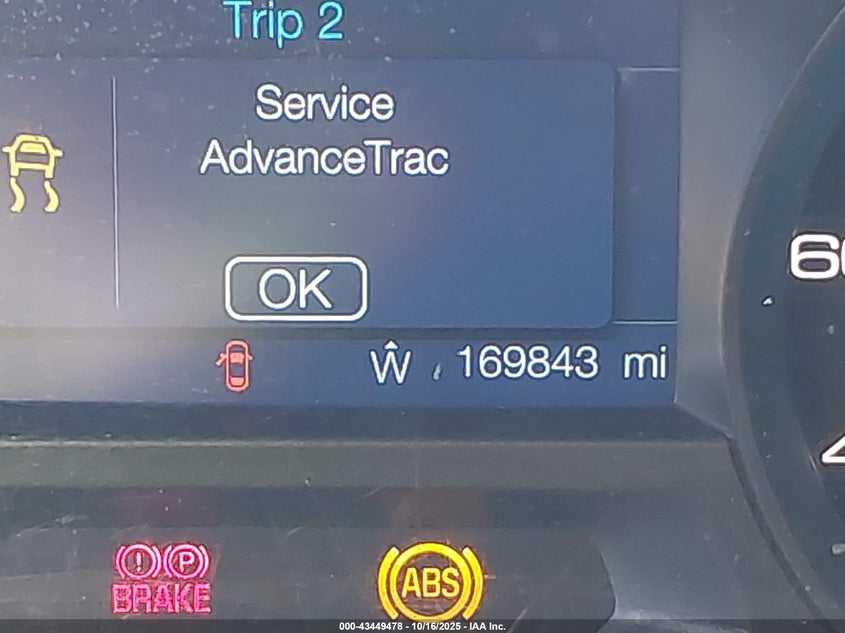 Trip 2
Service
AdvanceTrac
OK
W 169843 mi
! P
BRAKE
ABS
000-43449478 - 10/16/2025 - IAA Inc.